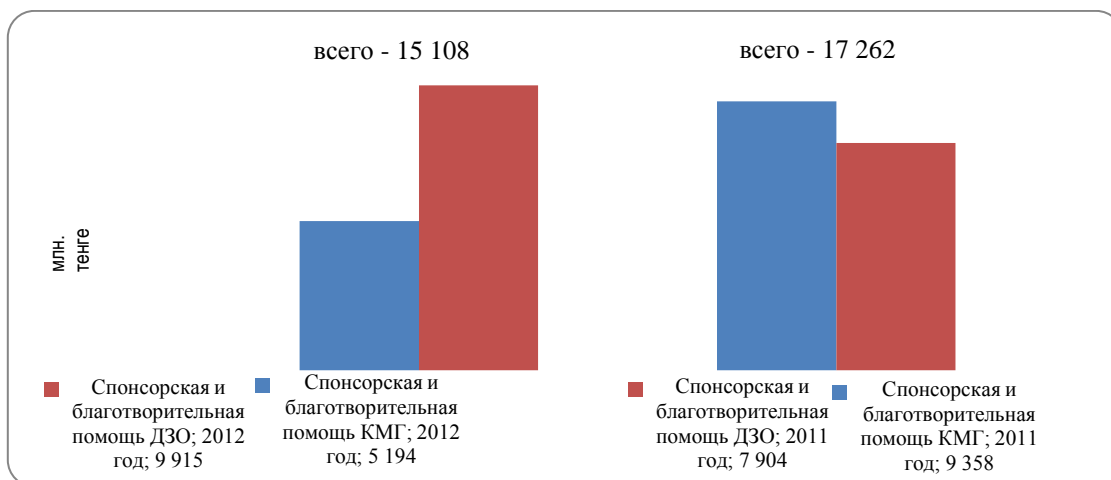 всего - 15 108
всего - 17 262
млн.
тенге
Спонсорская и
благотворительная
помощь ДЗО; 2012
год; 9 915
Спонсорская и
благотворительная
помощь КМГ; 2012
год; 5 194
Спонсорская и
благотворительная
помощь ДЗО; 2011
год; 7 904
Спонсорская и
благотворительная
помощь КМГ; 2011
год; 9 358